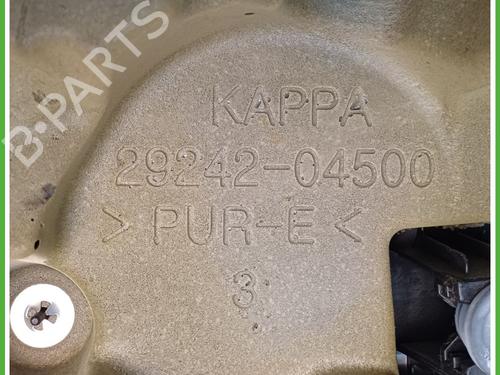 B-PARTS
KAPPA
29242-04500
> PUR-E <
3